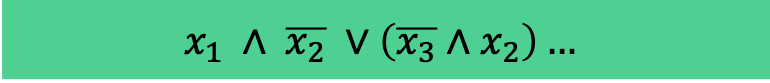 x₁ ∧ x̅₂ ∨ (x̅₃ ∧ x₂) ...